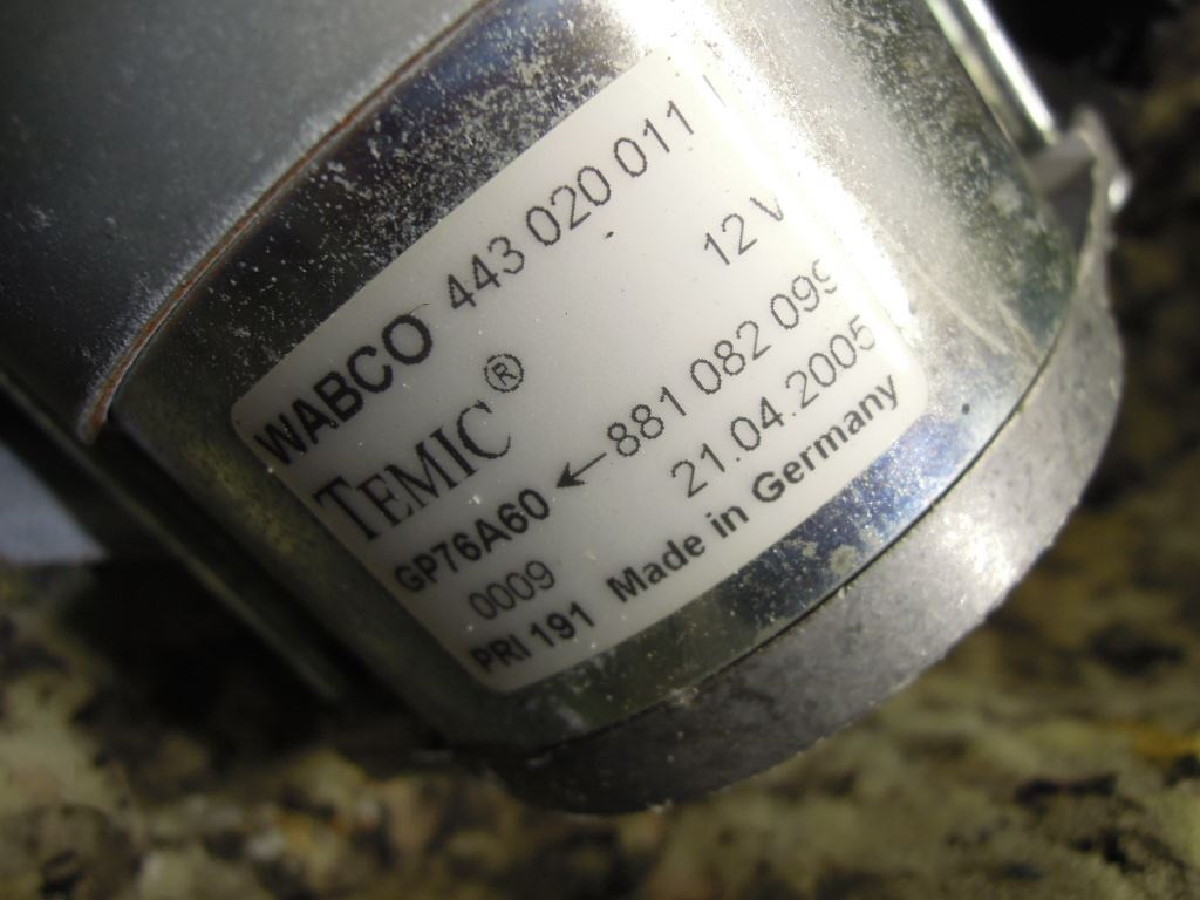 WABCO 443 020 011
TEMIC® 12 V
GP76A60 ←881 082 099
0009 21.04.2005
PRI 191 Made in Germany